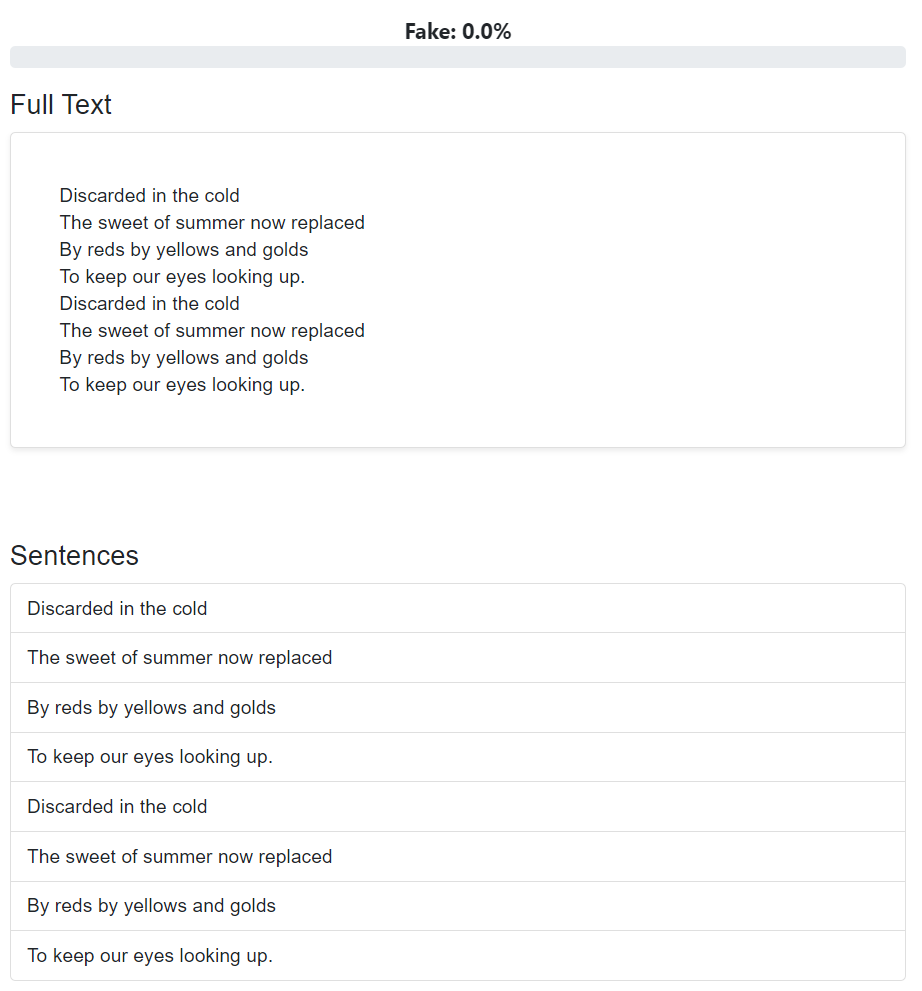 Fake: 0.0%
Full Text
Discarded in the cold
The sweet of summer now replaced
By reds by yellows and golds
To keep our eyes looking up.
Discarded in the cold
The sweet of summer now replaced
By reds by yellows and golds
To keep our eyes looking up.
Sentences
Discarded in the cold
The sweet of summer now replaced
By reds by yellows and golds
To keep our eyes looking up.
Discarded in the cold
The sweet of summer now replaced
By reds by yellows and golds
To keep our eyes looking up.